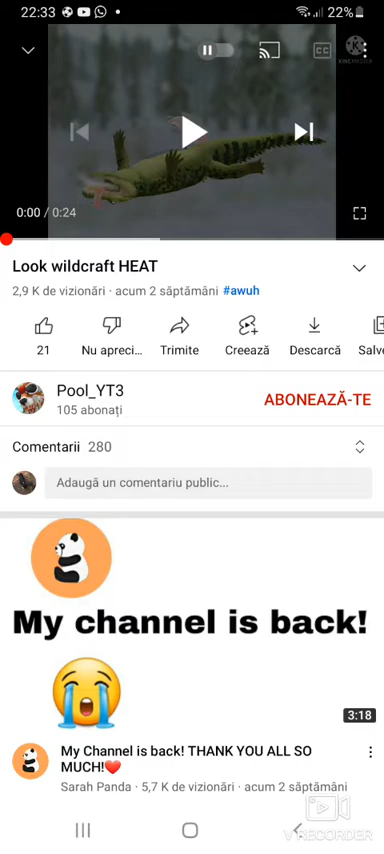 22:33
22%
CC
KINEMASTER
0:00 / 0:24
Look wildcraft HEAT
2,9 K de vizionări · acum 2 săptămâni #awuh
21 Nu apreci... Trimite Creează Descarcă Salve
Pool_YT3
105 abonați
ABONEAZĂ-TE
Comentarii 280
Adaugă un comentariu public...
My channel is back!
3:18
My Channel is back! THANK YOU ALL SO
MUCH!❤️
Sarah Panda · 5,7 K de vizionări · acum 2 săptămâni
V RECORDER